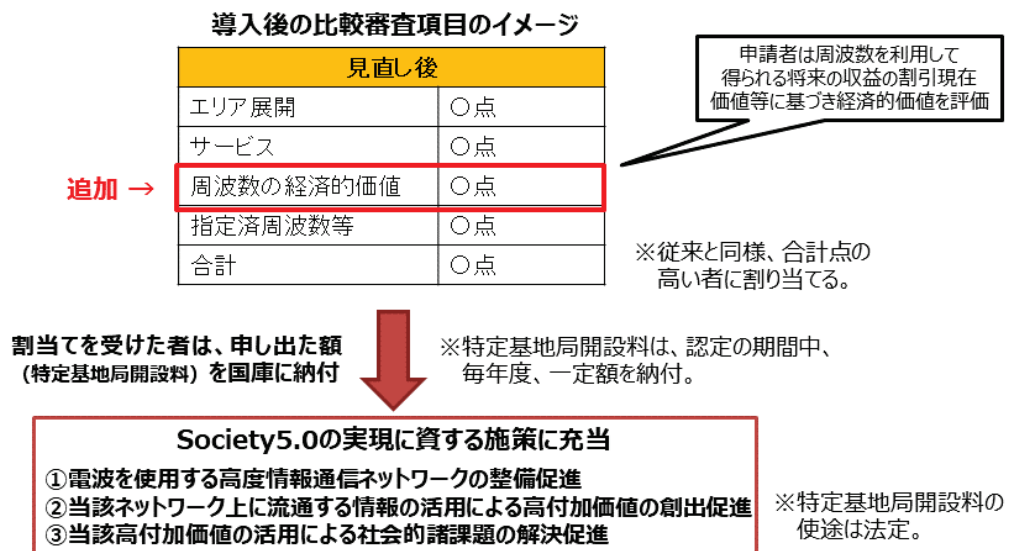 導入後の比較審査項目のイメージ
見直し後
エリア展開 〇点
サービス 〇点
追加 → 周波数の経済的価値 〇点
指定済周波数等 〇点
合計 〇点
申請者は周波数を利用して
得られる将来の収益の割引現在
価値等に基づき経済的価値を評価
※従来と同様、合計点の
高い者に割り当てる。
割当てを受けた者は、申し出た額
(特定基地局開設料)を国庫に納付
※特定基地局開設料は、認定の期間中、
毎年度、一定額を納付。
Society5.0の実現に資する施策に充当
①電波を使用する高度情報通信ネットワークの整備促進
②当該ネットワーク上に流通する情報の活用による高付加価値の創出促進
③当該高付加価値の活用による社会的諸課題の解決促進
※特定基地局開設料の
使途は法定。